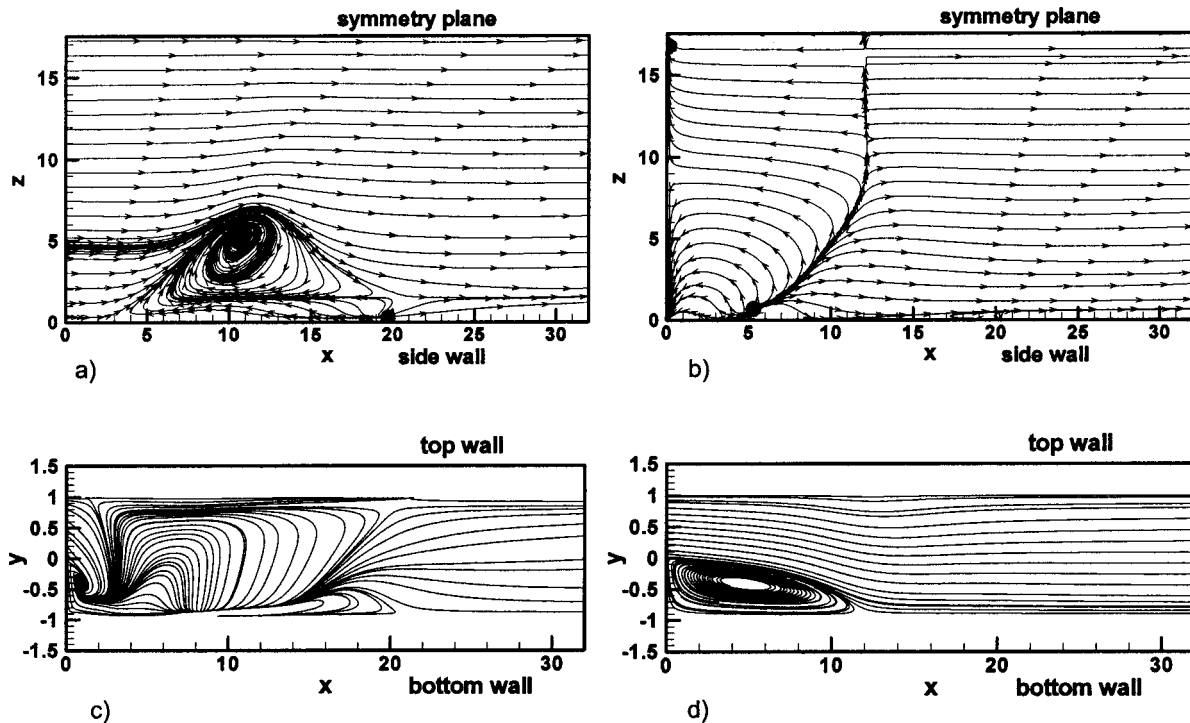 symmetry plane
15
10
z
5
0
0 5 10 15 20 25 30
x side wall
a)
symmetry plane
15
10
z
5
0
0 5 10 15 20 25 30
x side wall
b)
top wall
1.5
1
0.5
y 0
-0.5
-1
-1.5
0 10 20 30
x bottom wall
c)
top wall
1.5
1
0.5
y 0
-0.5
-1
-1.5
0 10 20 30
x bottom wall
d)